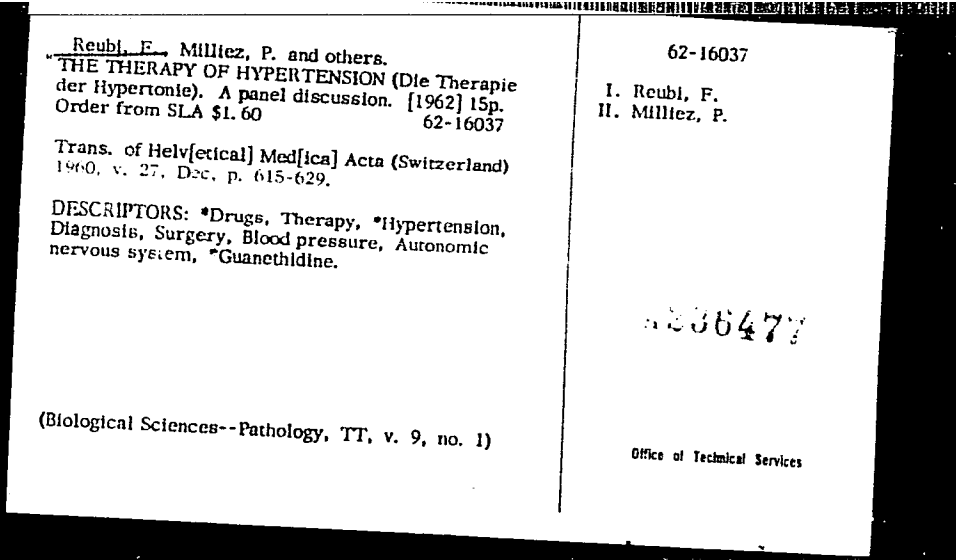 Reubi, F., Milliez, P. and others.
THE THERAPY OF HYPERTENSION (Die Therapie
der Hypertonie). A panel discussion. [1962] 15p.
Order from SLA $1.60 62-16037
Trans. of Helv[etical] Med[ica] Acta (Switzerland)
1960, v. 27, Dec, p. 615-629.
DESCRIPTORS: *Drugs, Therapy, *Hypertension,
Diagnosis, Surgery, Blood pressure, Autonomic
nervous system, *Guanethidine.
(Biological Sciences--Pathology, TT, v. 9, no. 1)
62-16037
I. Reubi, F.
II. Milliez, P.
36477
Office of Technical Services